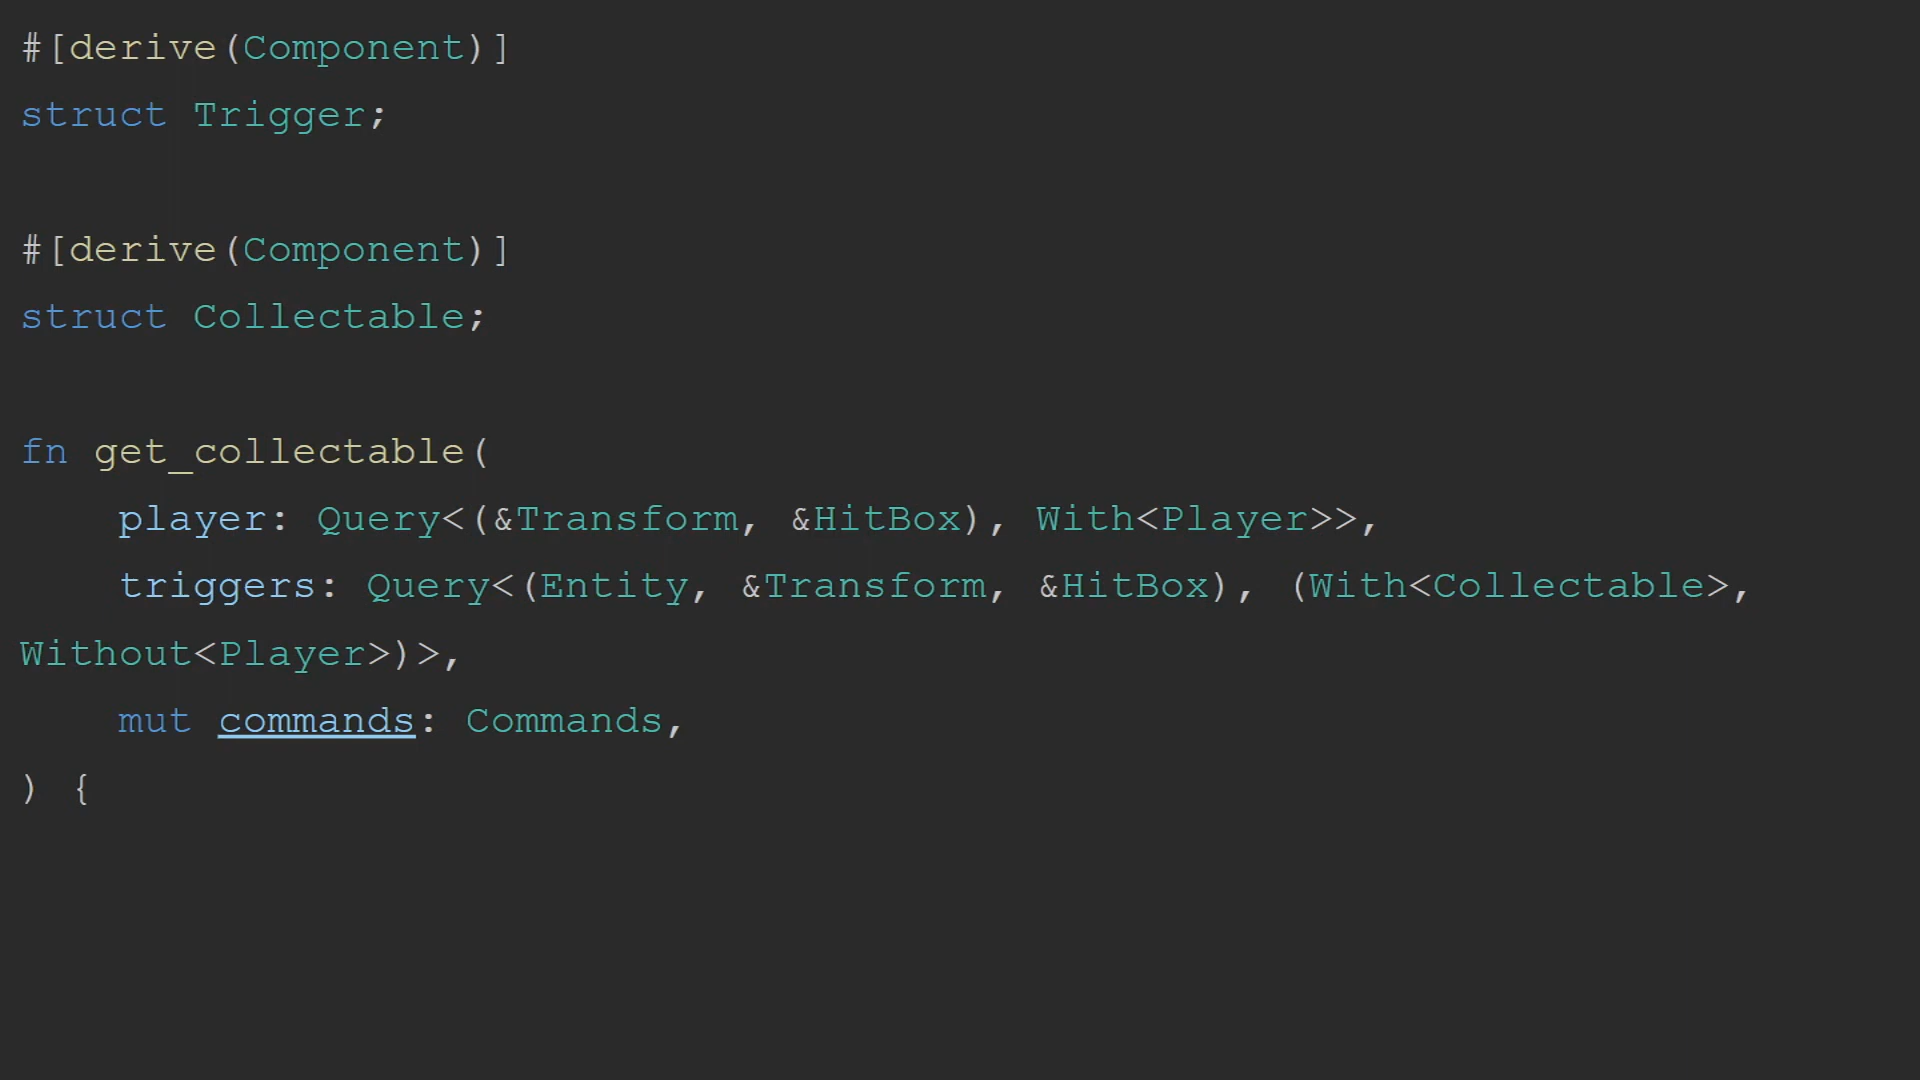 #[derive(Component)]
struct Trigger;

#[derive(Component)]
struct Collectable;

fn get_collectable(
    player: Query<(&Transform, &HitBox), With<Player>>,
    triggers: Query<(Entity, &Transform, &HitBox), (With<Collectable>,
Without<Player>)>,
    mut commands: Commands,
) {